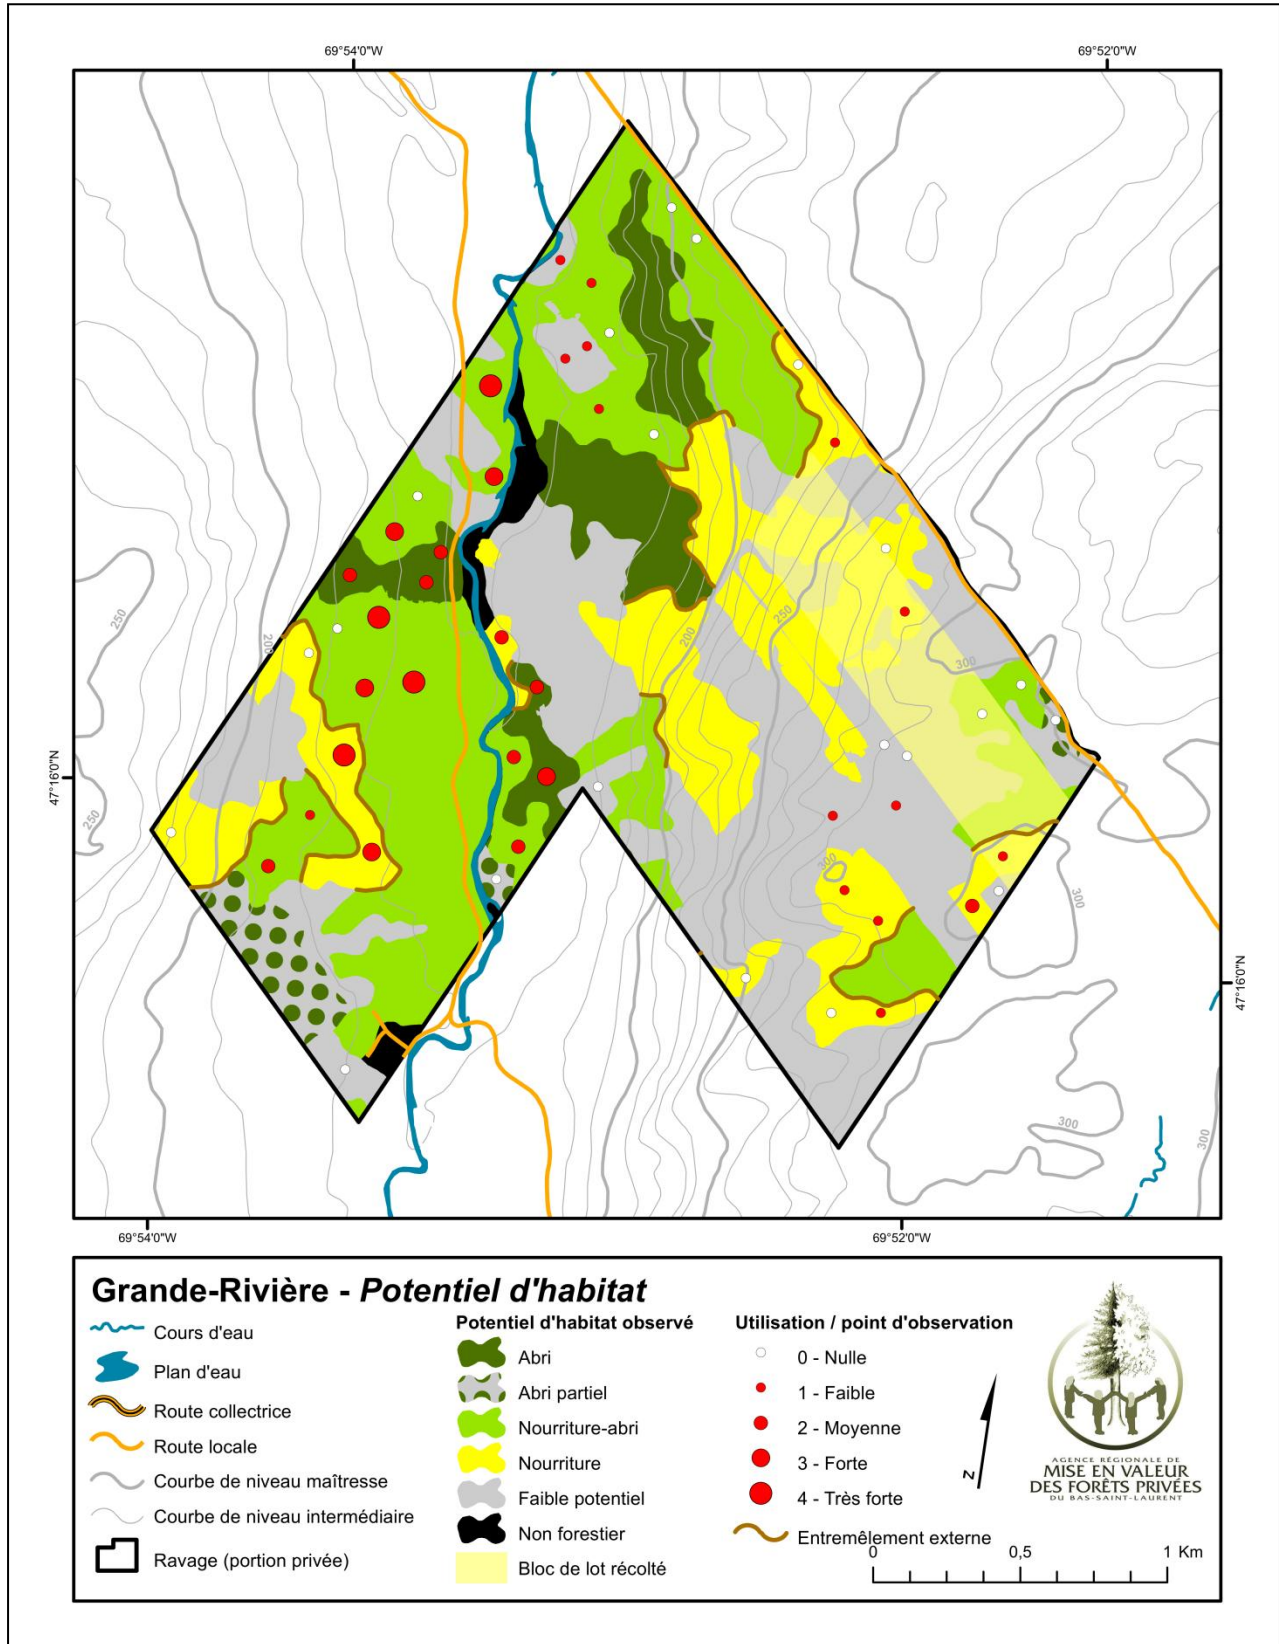 69°54'0"W
69°52'0"W
250
200
250
200
250
300
47°16'0"N
250
300
300
47°16'0"N
300
300
69°54'0"W
69°52'0"W
Grande-Rivière - Potentiel d'habitat
Cours d'eau
Plan d'eau
Route collectrice
Route locale
Courbe de niveau maîtresse
Courbe de niveau intermédiaire
Ravage (portion privée)
Potentiel d'habitat observé
Abri
Abri partiel
Nourriture-abri
Nourriture
Faible potentiel
Non forestier
Bloc de lot récolté
Utilisation / point d'observation
0 - Nulle
1 - Faible
2 - Moyenne
3 - Forte
4 - Très forte
Entremêlement externe
0 0,5 1 Km
N
AGENCE RÉGIONALE DE
MISE EN VALEUR
DES FORÊTS PRIVÉES
DU BAS-SAINT-LAURENT